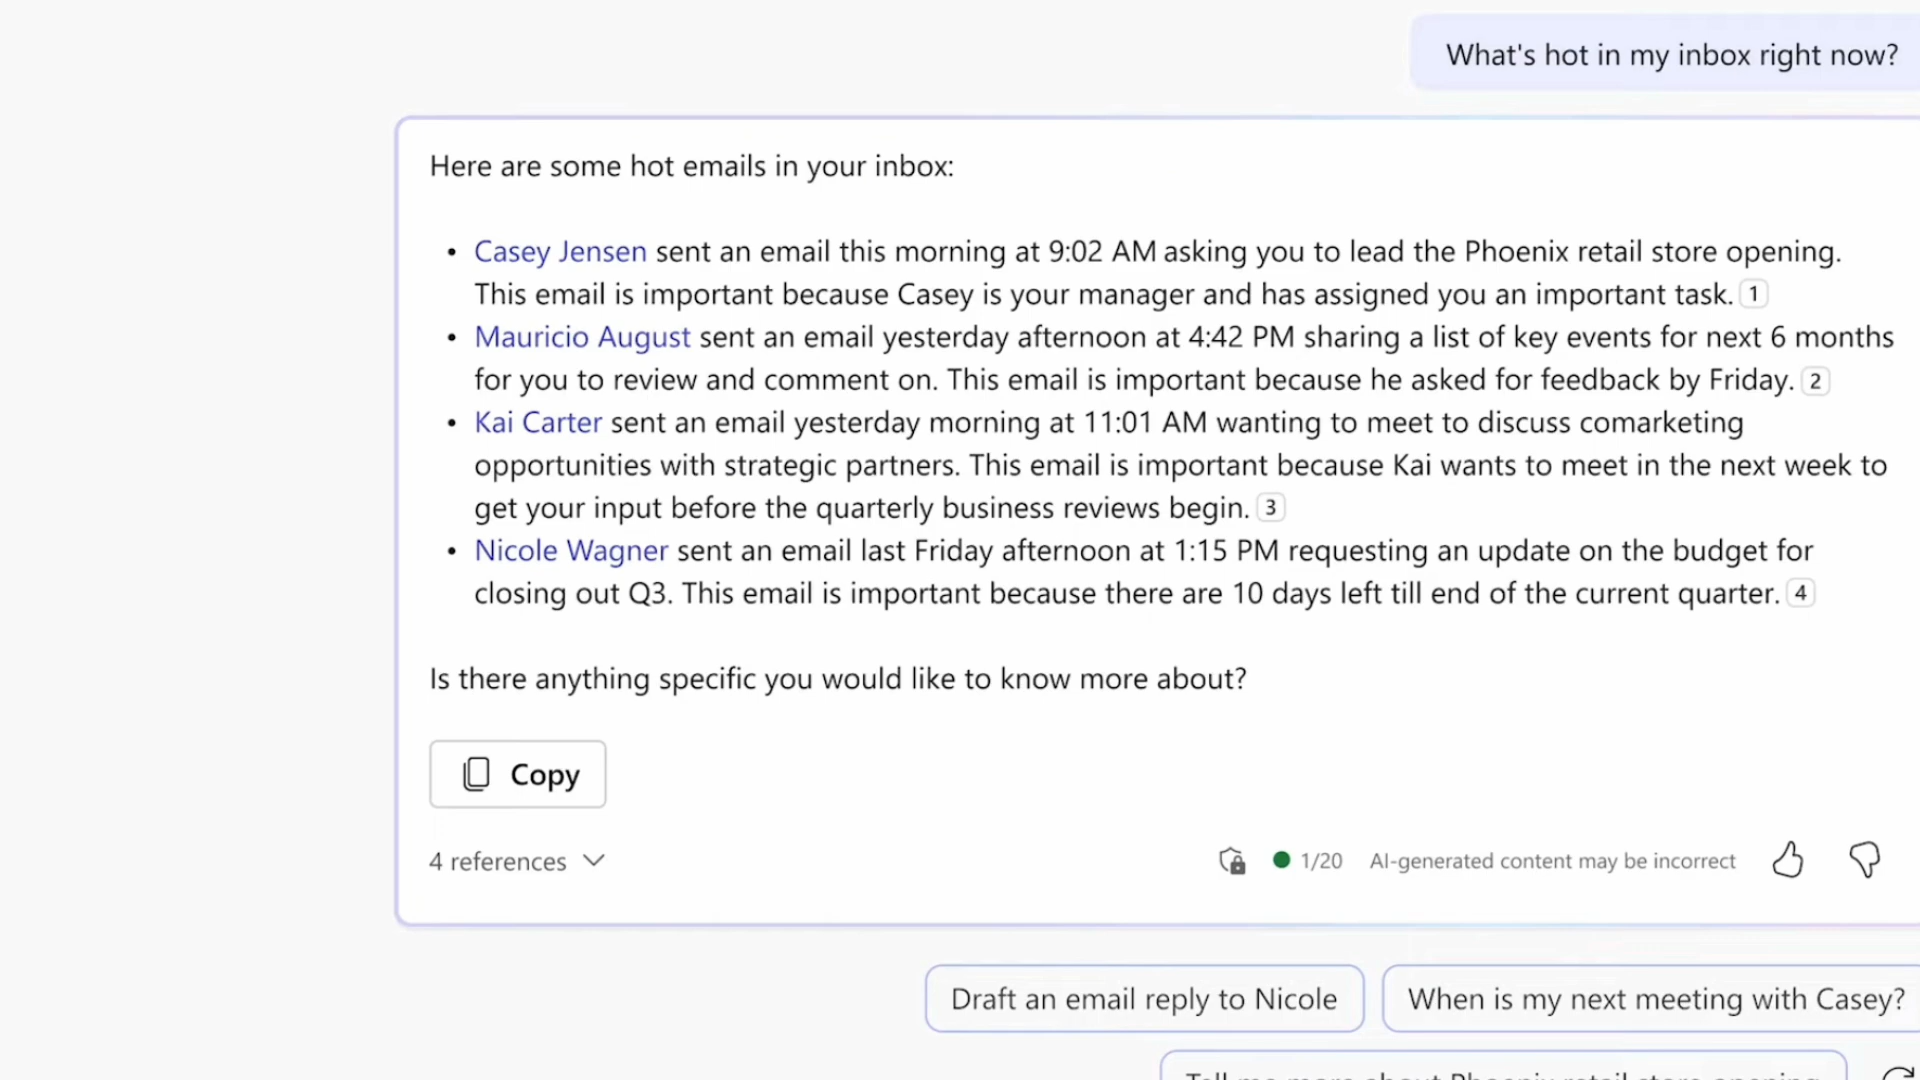 What's hot in my inbox right now?
Here are some hot emails in your inbox:
• Casey Jensen sent an email this morning at 9:02 AM asking you to lead the Phoenix retail store opening.
This email is important because Casey is your manager and has assigned you an important task. 1
• Mauricio August sent an email yesterday afternoon at 4:42 PM sharing a list of key events for next 6 months
for you to review and comment on. This email is important because he asked for feedback by Friday. 2
• Kai Carter sent an email yesterday morning at 11:01 AM wanting to meet to discuss comarketing
opportunities with strategic partners. This email is important because Kai wants to meet in the next week to
get your input before the quarterly business reviews begin. 3
• Nicole Wagner sent an email last Friday afternoon at 1:15 PM requesting an update on the budget for
closing out Q3. This email is important because there are 10 days left till end of the current quarter. 4
Is there anything specific you would like to know more about?
Copy
4 references
1/20
AI-generated content may be incorrect
Draft an email reply to Nicole
When is my next meeting with Casey?
Tell me more about Phoenix retail store opening